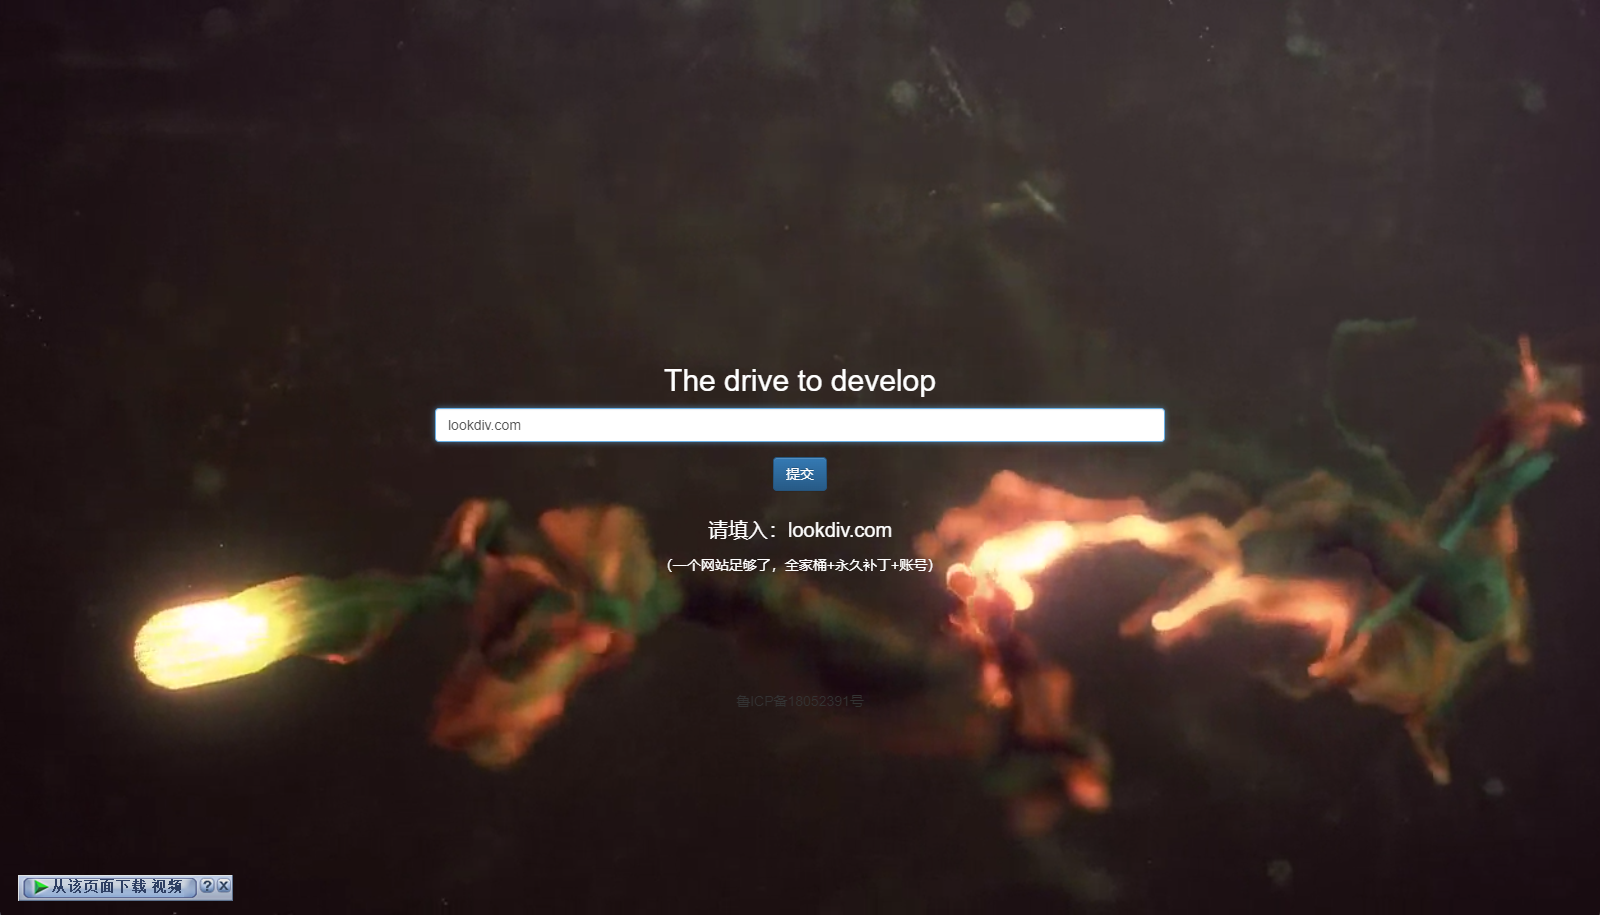 The drive to develop
lookdiv.com
提交
请填入：lookdiv.com
（一个网站足够了，全家桶+永久补丁+账号）
鲁ICP备18052391号
从该页面下载 视频 ? X